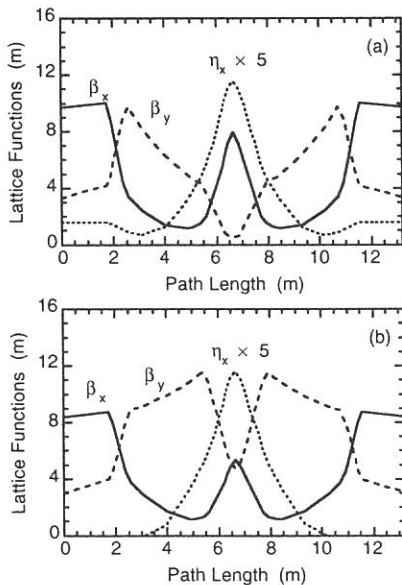 16
(a)
η_x × 5
β_x
β_y
12
8
4
0
Lattice Functions (m)
0 2 4 6 8 10 12
Path Length (m)
16
(b)
η_x × 5
β_x
β_y
12
8
4
0
Lattice Functions (m)
0 2 4 6 8 10 12
Path Length (m)